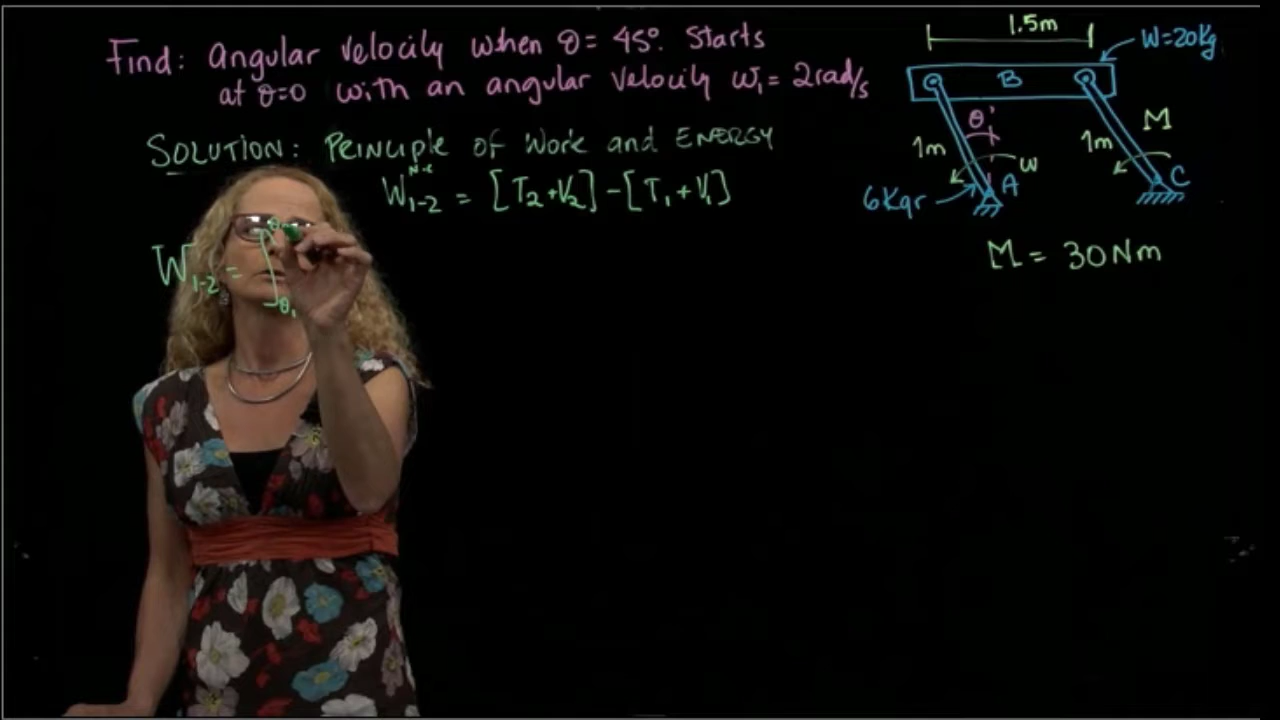 Find: Angular velocity when θ = 45°. Starts
at θ=0 with an angular velocity ω₁ = 2rad/s
SOLUTION: PRINCIPLE of Work and ENERGY
N-C
W₁₋₂ = [T₂+V₂] - [T₁+V₁]
W₁₋₂ =
θ₁
1.5m
W=20Kg
B
θ
1m
1m
M
ω
A
C
6Kgr
M = 30Nm